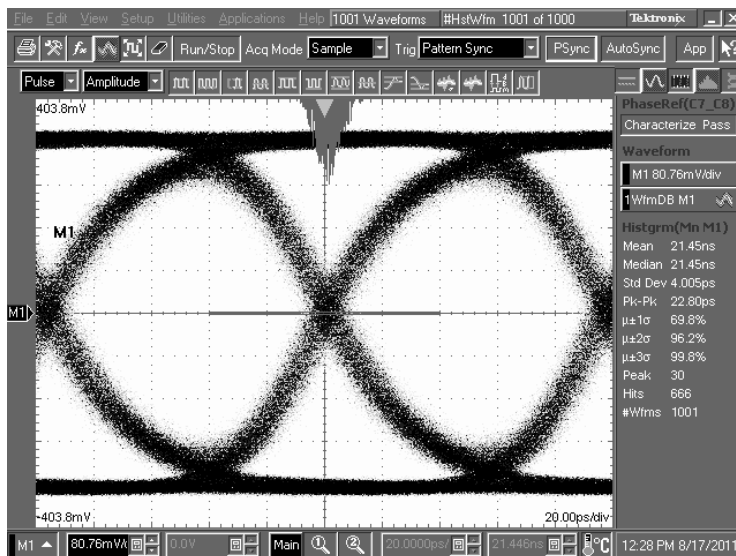 File Edit View Setup Utilities Applications Help 1001 Waveforms #HstWfm 1001 of 1000 Tektronix
Run/Stop Acq Mode Sample Trig Pattern Sync PSync AutoSync App
Pulse Amplitude
403.8mV
M1
M1
-403.8mV
20.00ps/div
PhaseRef(C7_C8)
Characterize Pass
Waveform
M1 80.76mV/div
1WfmDB M1
Histgrm(Mn M1)
Mean 21.45ns
Median 21.45ns
Std Dev 4.005ps
Pk-Pk 22.80ps
µ±1σ 69.8%
µ±2σ 96.2%
µ±3σ 99.8%
Peak 30
Hits 666
#Wfms 1001
M1 80.76mV/ 0.0V Main 1 2 20.0000ps/ 21.446ns °C 12:28 PM 8/17/2011